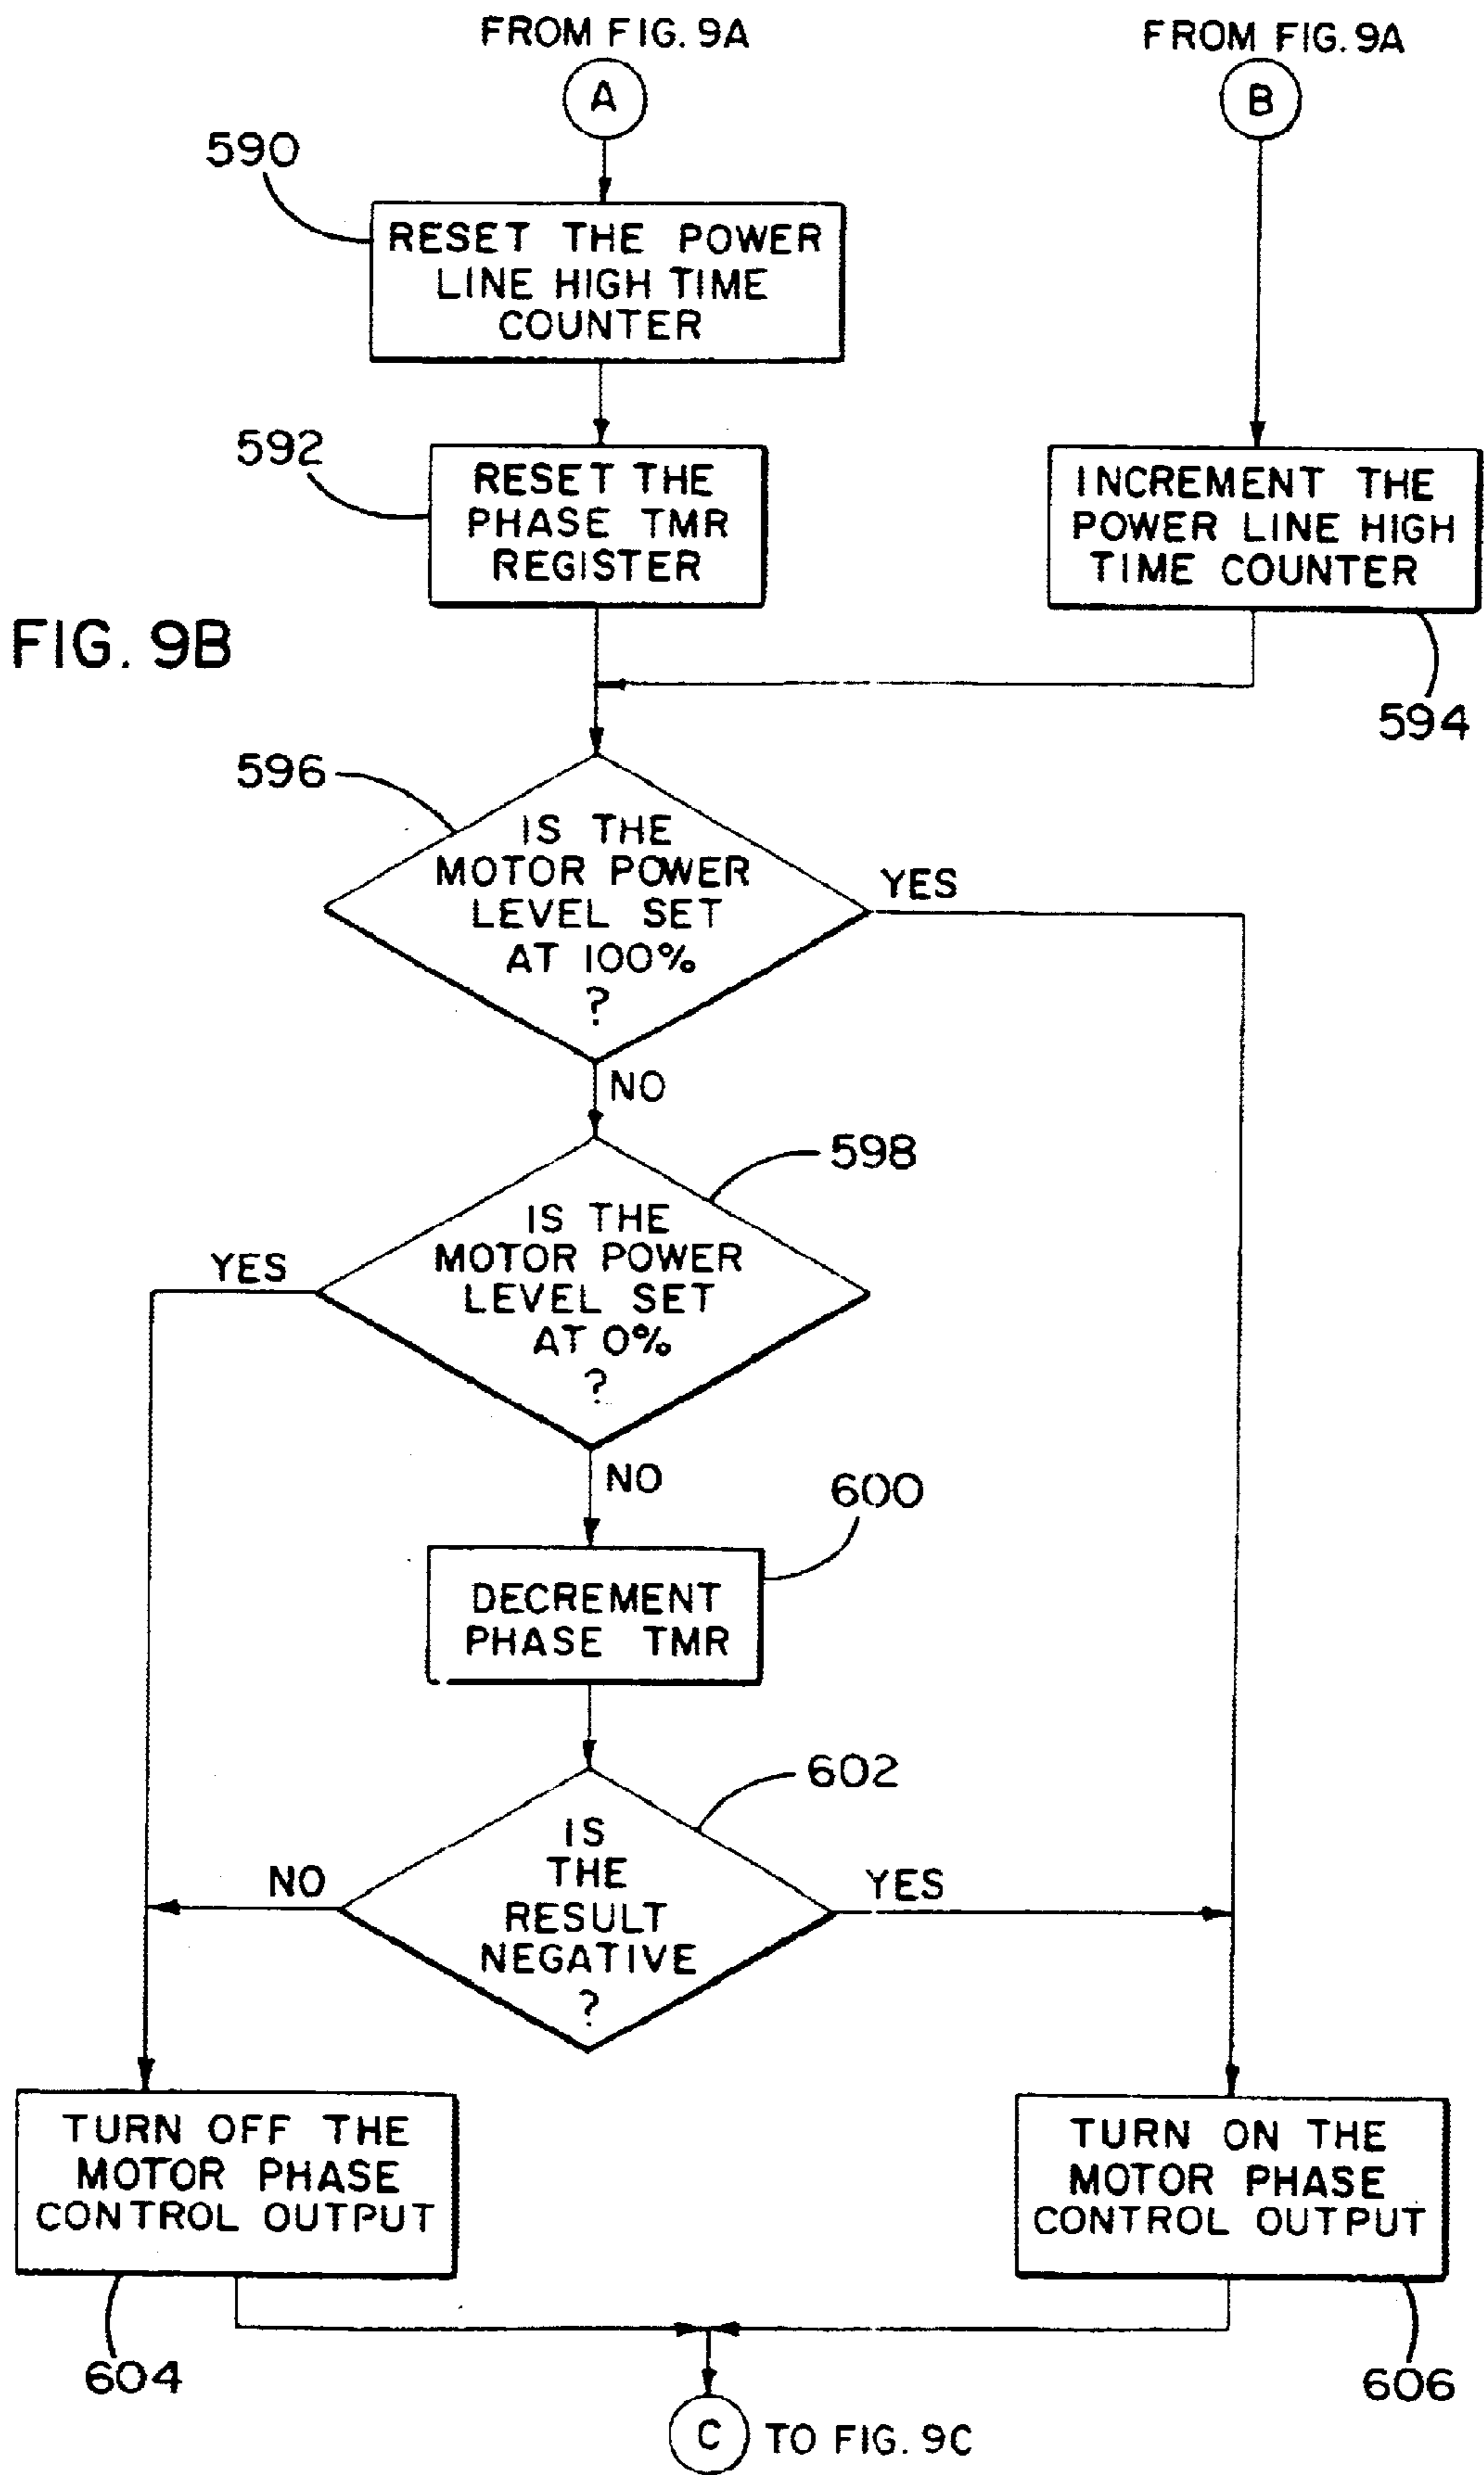 FROM FIG. 9A
A
FROM FIG. 9A
B
590
RESET THE POWER
LINE HIGH TIME
COUNTER
592
RESET THE
PHASE TMR
REGISTER
INCREMENT THE
POWER LINE HIGH
TIME COUNTER
594
FIG. 9B
596
IS THE
MOTOR POWER
LEVEL SET
AT 100%
?
YES
NO
598
IS THE
MOTOR POWER
LEVEL SET
AT 0%
?
YES
NO
600
DECREMENT
PHASE TMR
602
IS
THE
RESULT
NEGATIVE
?
NO
YES
TURN OFF THE
MOTOR PHASE
CONTROL OUTPUT
604
TURN ON THE
MOTOR PHASE
CONTROL OUTPUT
606
C
TO FIG. 9C